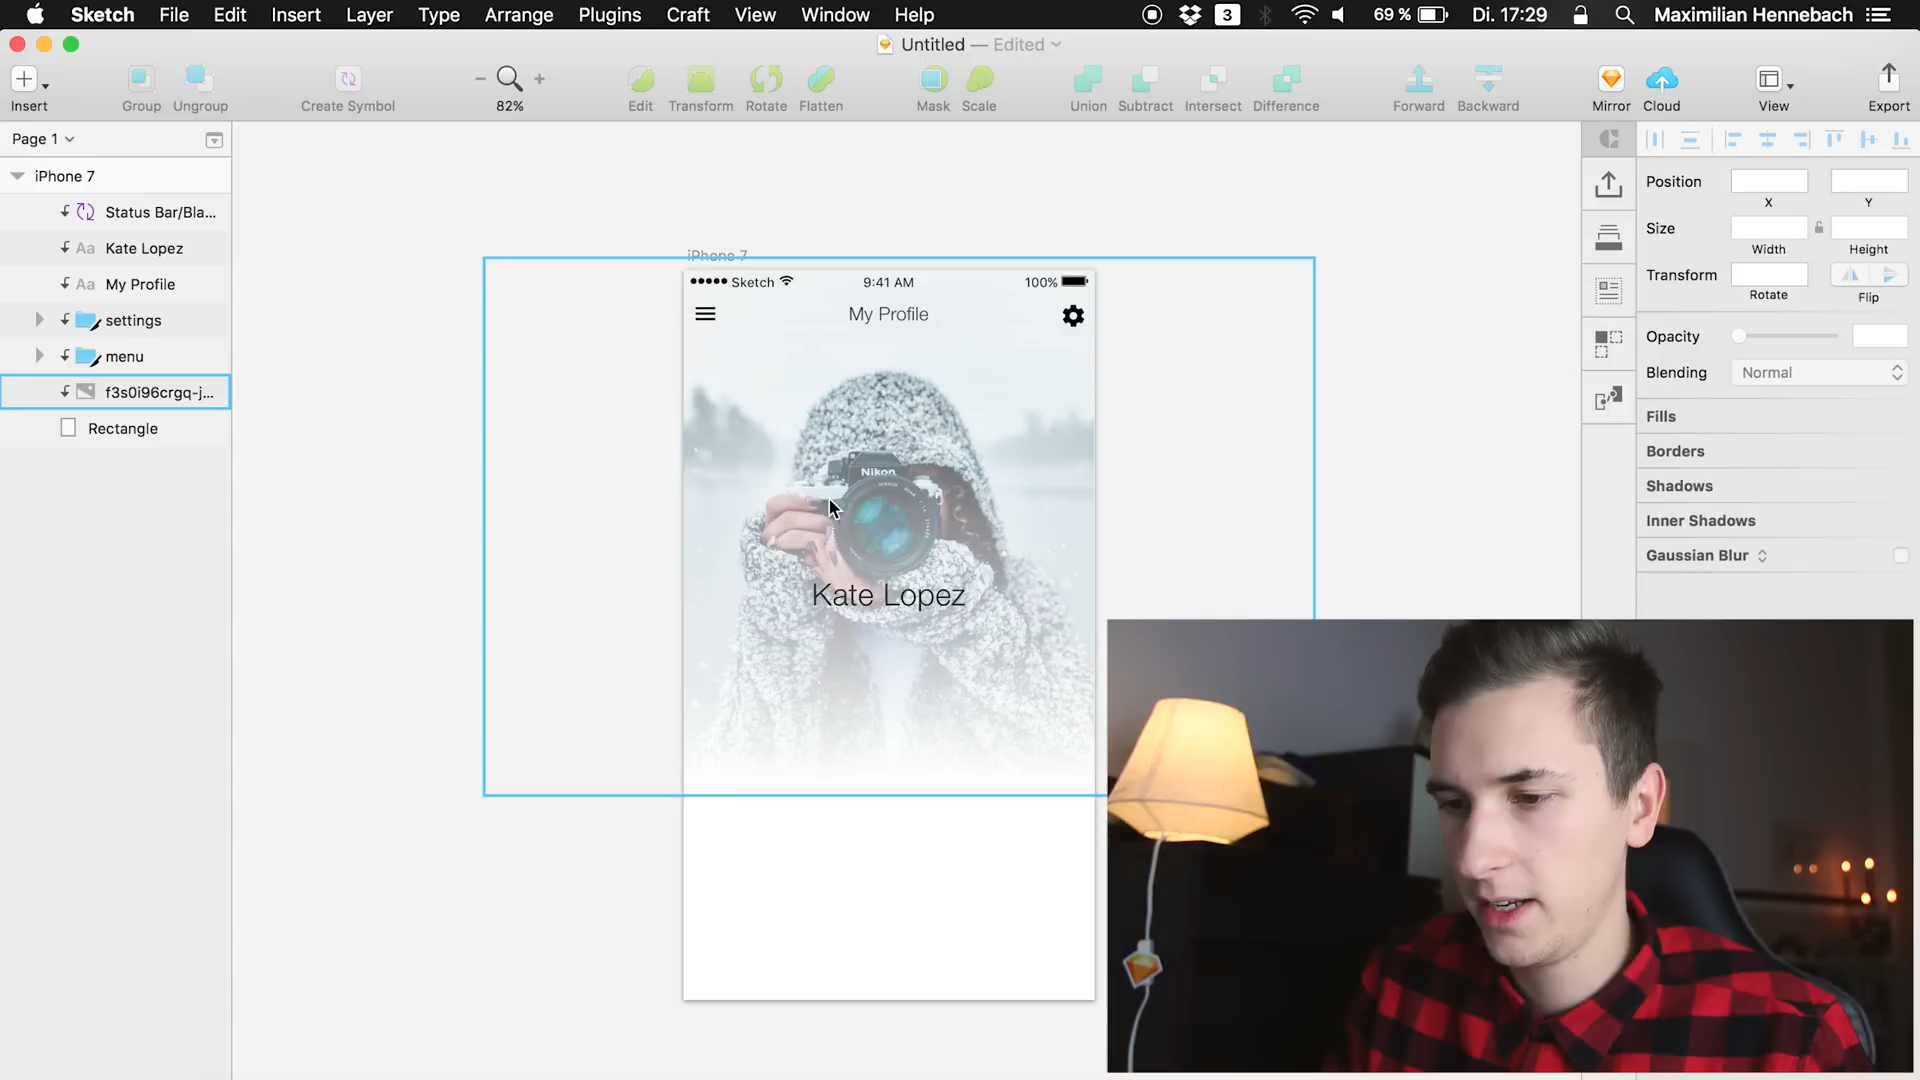 Sketch File Edit Insert Layer Type Arrange Plugins Craft View Window Help 3 69 % Di. 17:29 Maximilian Hennebach
Untitled — Edited
Insert Group Ungroup Create Symbol 82% Edit Transform Rotate Flatten Mask Scale Union Subtract Intersect Difference Forward Backward Mirror Cloud View Export
Page 1
iPhone 7
Status Bar/Bla...
Aa Kate Lopez
Aa My Profile
settings
menu
f3s0i96crgq-j...
Rectangle
iPhone 7
Sketch 9:41 AM 100%
My Profile
Nikon
Kate Lopez
Position
X Y
Size
Width Height
Transform
Rotate Flip
Opacity
Blending Normal
Fills
Borders
Shadows
Inner Shadows
Gaussian Blur